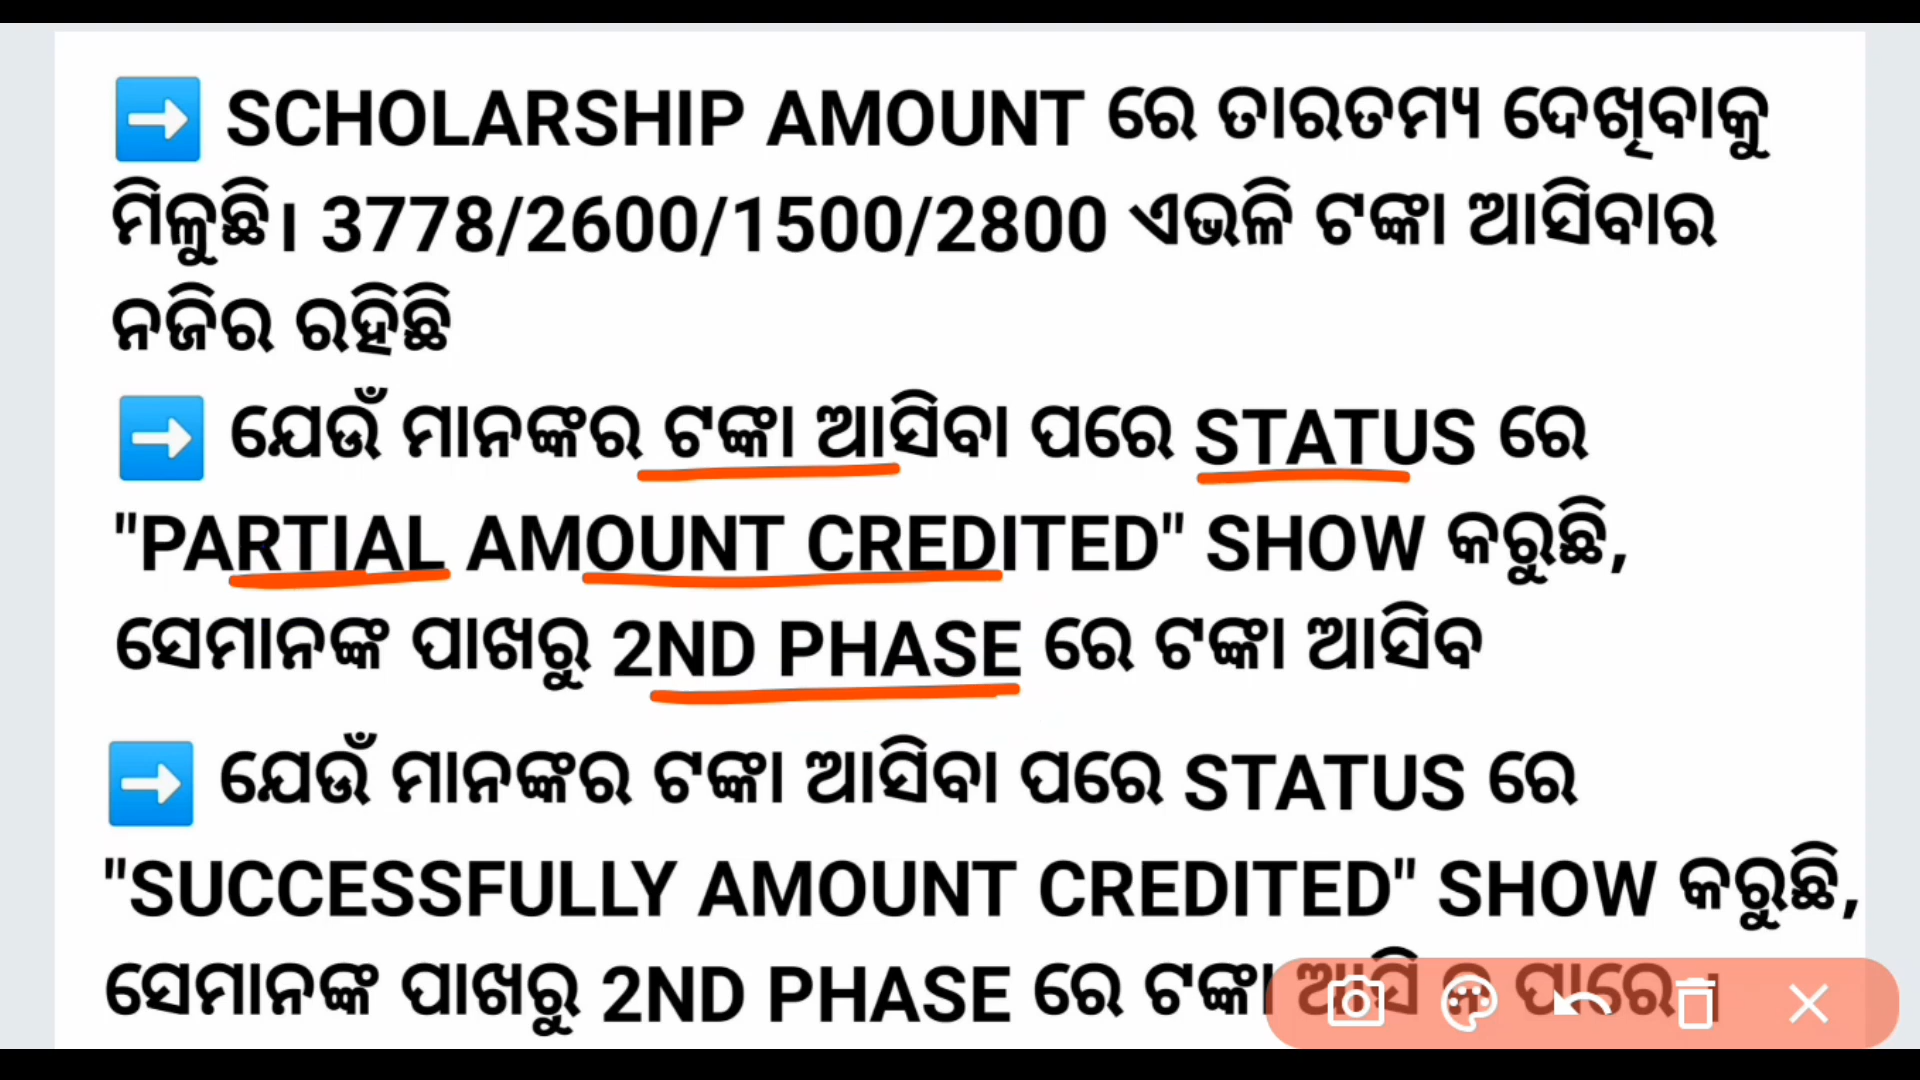 ➡️ SCHOLARSHIP AMOUNT ରେ ତାରତମ୍ୟ ଦେଖିବାକୁ
ମିଳୁଛି। 3778/2600/1500/2800 ଏଭଳି ଟଙ୍କା ଆସିବାର
ନଜିର ରହିଛି
➡️ ଯେଉଁ ମାନଙ୍କର ଟଙ୍କା ଆସିବା ପରେ STATUS ରେ
"PARTIAL AMOUNT CREDITED" SHOW କରୁଛି,
ସେମାନଙ୍କ ପାଖରୁ 2ND PHASE ରେ ଟଙ୍କା ଆସିବ
➡️ ଯେଉଁ ମାନଙ୍କର ଟଙ୍କା ଆସିବା ପରେ STATUS ରେ
"SUCCESSFULLY AMOUNT CREDITED" SHOW କରୁଛି,
ସେମାନଙ୍କ ପାଖରୁ 2ND PHASE ରେ ଟଙ୍କା ଆସି ନ ପାରେ ।